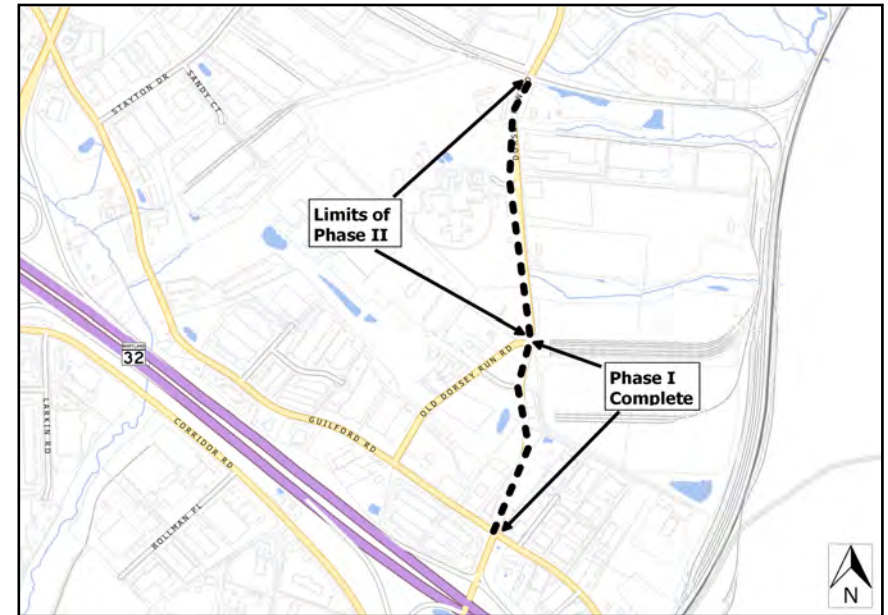 STAYTON DR
SANDY CT
Limits of
Phase II
MARYLAND
32
OLD DORSEY RUN RD
Phase I
Complete
LARKIN RD
GUILFORD RD
CORRIDOR RD
BOLLMAN PL
N